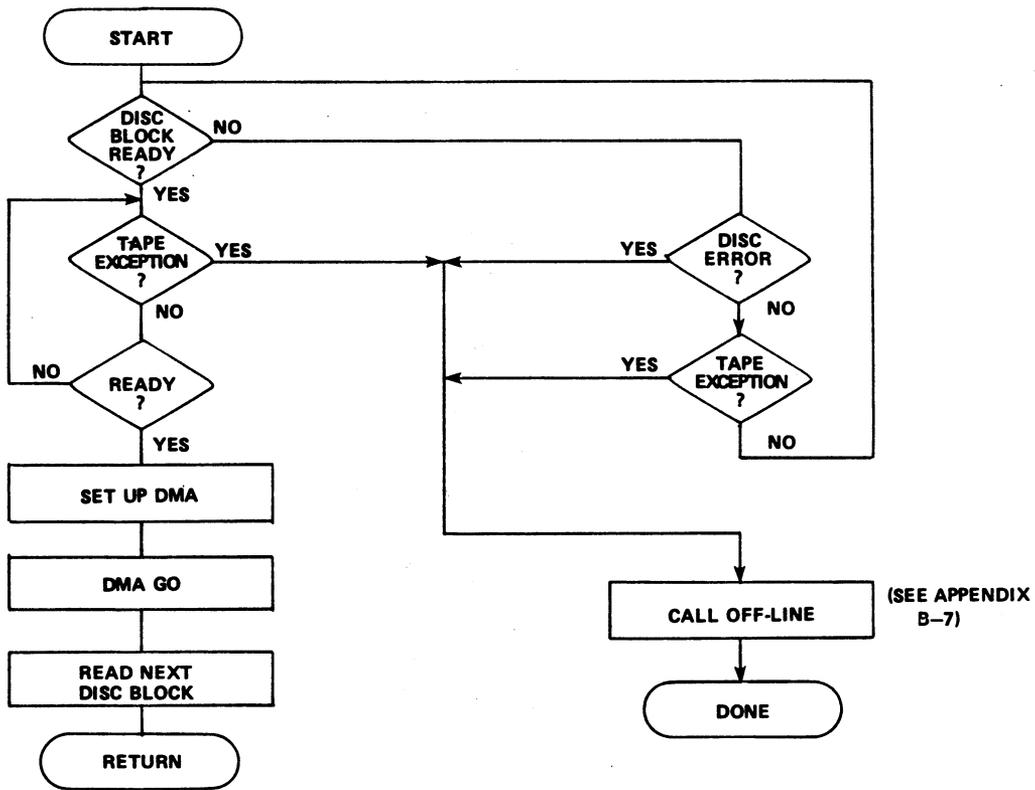 START
DISC
BLOCK
READY
?
NO
YES
TAPE
EXCEPTION
?
YES
NO
READY
?
NO
YES
SET UP DMA
DMA GO
READ NEXT
DISC BLOCK
RETURN
DISC
ERROR
?
YES
NO
TAPE
EXCEPTION
?
YES
NO
CALL OFF-LINE
(SEE APPENDIX
B–7)
DONE